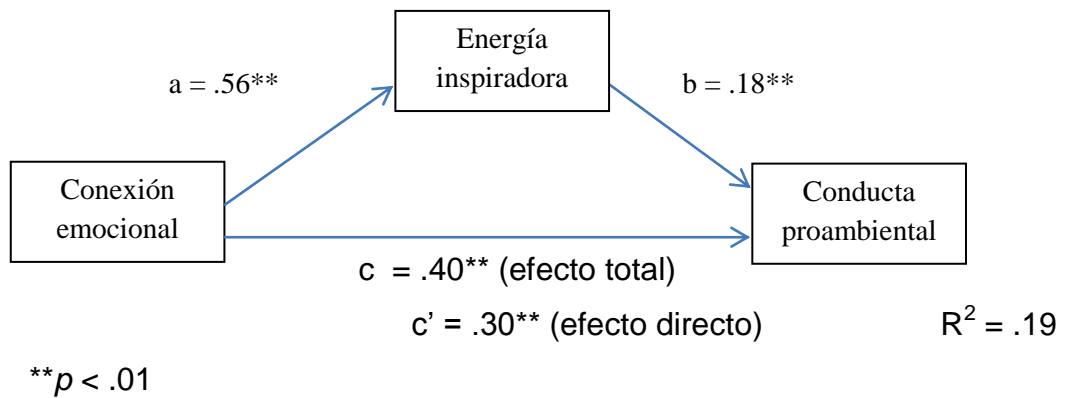 Energía
inspiradora
a = .56**
b = .18**
Conexión
emocional
Conducta
proambiental
c = .40** (efecto total)
c’ = .30** (efecto directo)
R² = .19
**p < .01